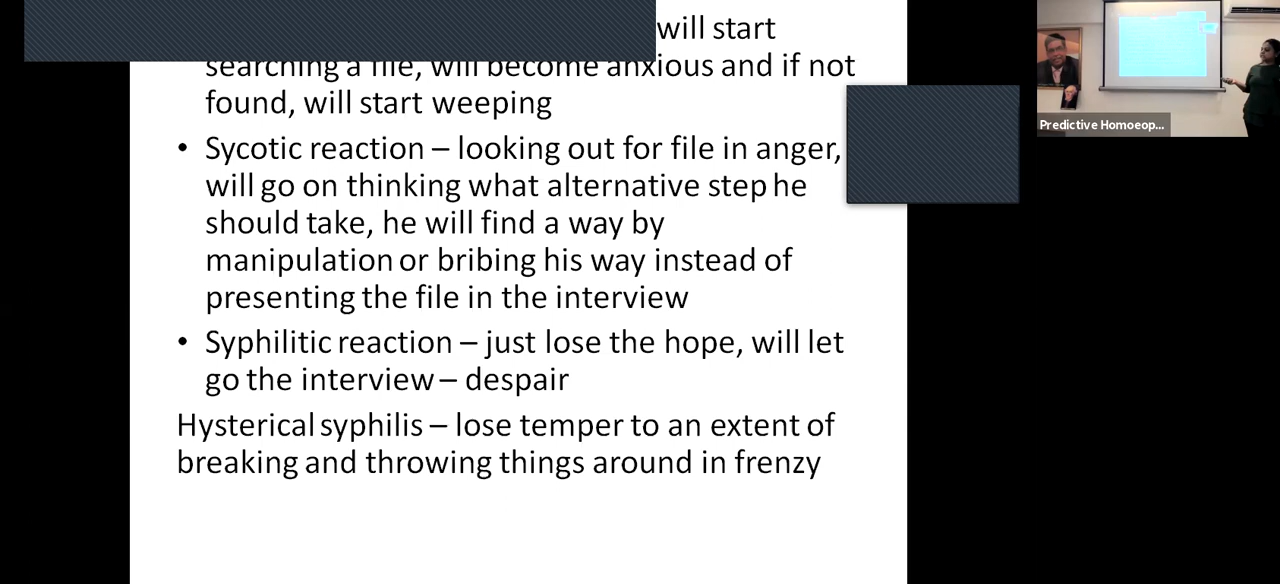 will start
searching a file, will become anxious and if not
found, will start weeping
• Sycotic reaction – looking out for file in anger,
will go on thinking what alternative step he
should take, he will find a way by
manipulation or bribing his way instead of
presenting the file in the interview
• Syphilitic reaction – just lose the hope, will let
go the interview – despair
Hysterical syphilis – lose temper to an extent of
breaking and throwing things around in frenzy
Predictive Homoeop...